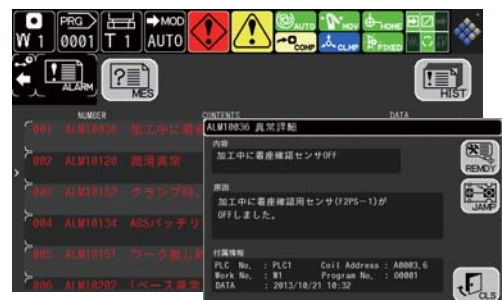 W 1
PRG
0001
T 1
MOD
AUTO
AUTO
MOV
HOME
COMP
CLMP
FIXED
ALARM
MES
HIST
NUMBER CONTENTS DATA
001 ALM10036 加工中に着
002 ALM10120 潤滑異常
003 ALM10152 クランプ時、
004 ALM10134 ABSバッテリ
005 ALM10151 ワーク無し
006 ALM10202
ALM10036 異常詳細
内容
加工中に着座確認センサOFF
原因
加工中に着座確認用センサ(F2PS-1)が
OFFしました。
付属情報
PLC No. : PLC1 Coil Address : A0003.6
Work No. : W1 Program No. : 00001
DATA : 2013/10/21 10:32
REMDY
JAMP
CLS